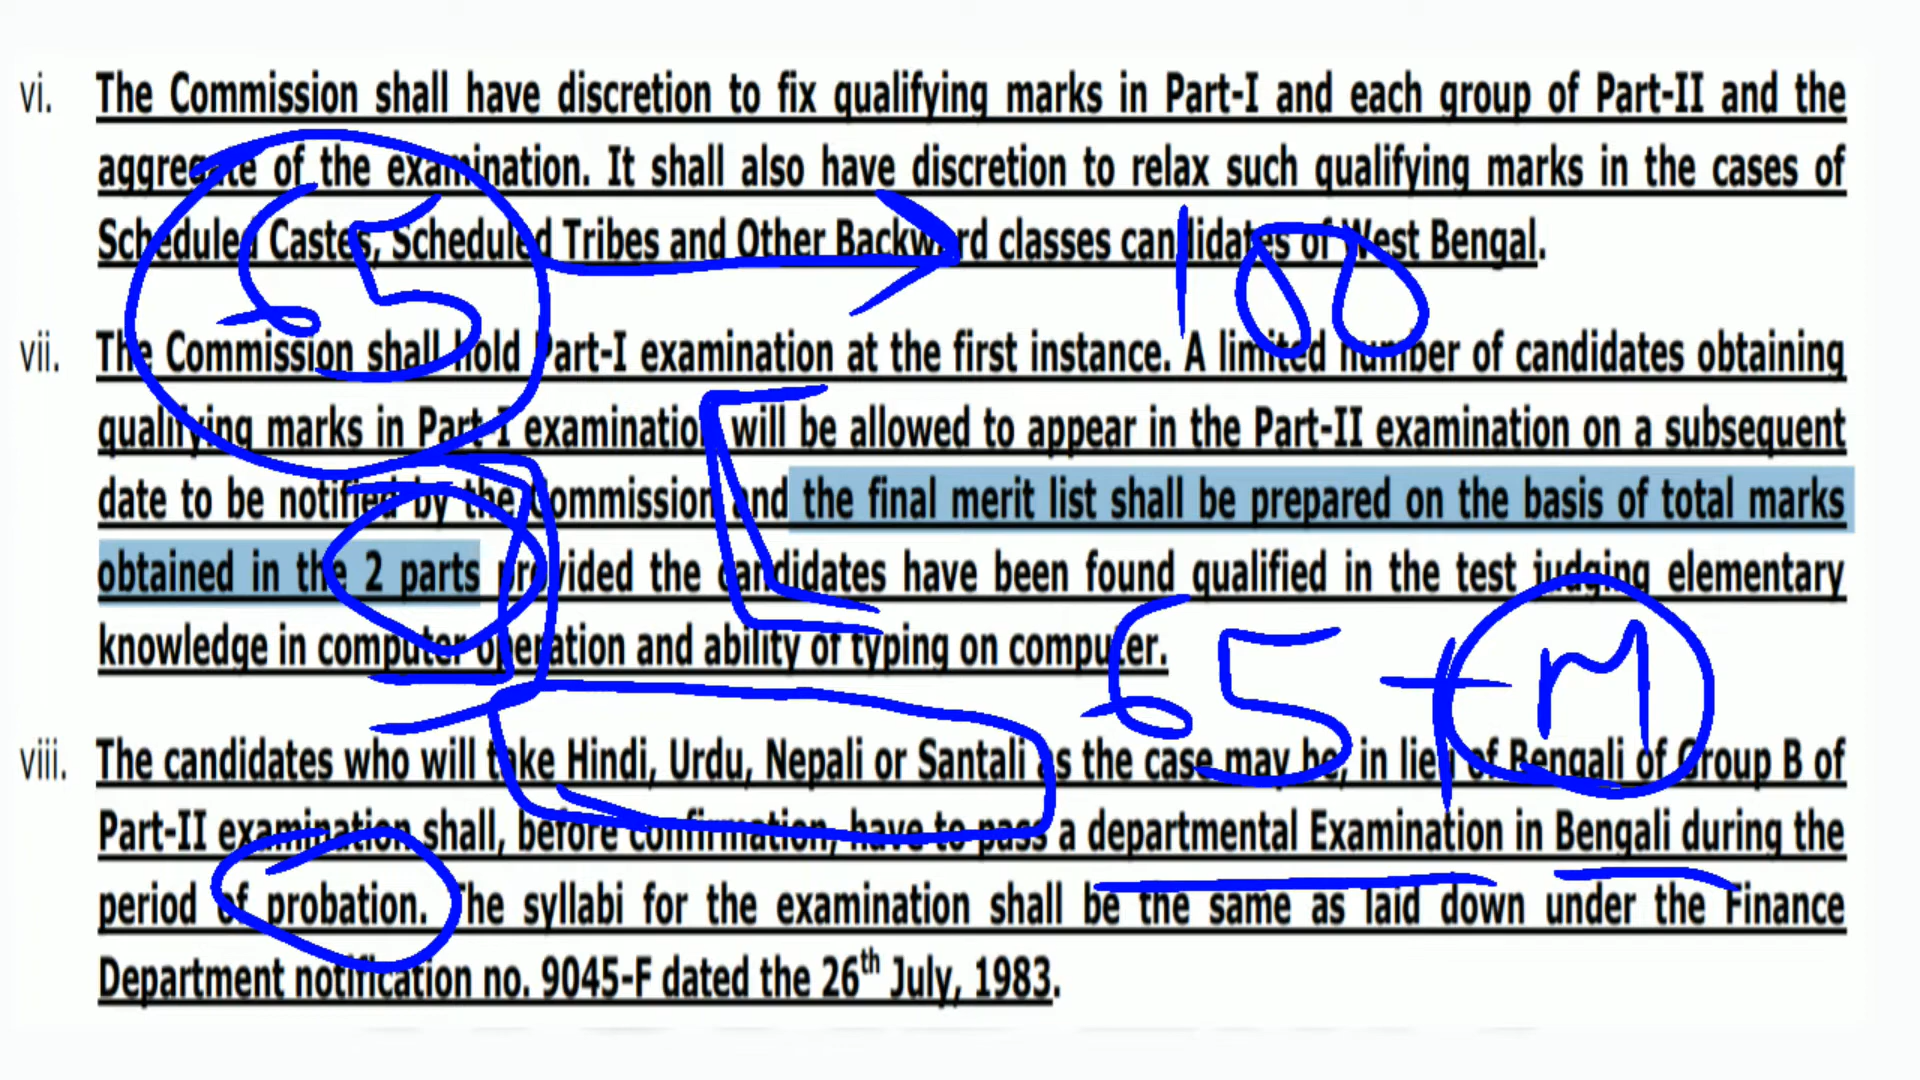 vi. The Commission shall have discretion to fix qualifying marks in Part-I and each group of Part-II and the
aggregate of the examination. It shall also have discretion to relax such qualifying marks in the cases of
Scheduled Castes, Scheduled Tribes and Other Backward classes candidates of West Bengal.
65
100
vii. The Commission shall hold Part-I examination at the first instance. A limited number of candidates obtaining
qualifying marks in Part-I examination will be allowed to appear in the Part-II examination on a subsequent
date to be notified by the Commission and the final merit list shall be prepared on the basis of total marks
obtained in the 2 parts provided the candidates have been found qualified in the test judging elementary
knowledge in computer operation and ability of typing on computer.
65 + M
viii. The candidates who will take Hindi, Urdu, Nepali or Santali as the case may be, in lieu of Bengali of Group B of
Part-II examination shall, before confirmation, have to pass a departmental Examination in Bengali during the
period of probation. The syllabi for the examination shall be the same as laid down under the Finance
Department notification no. 9045-F dated the 26th July, 1983.